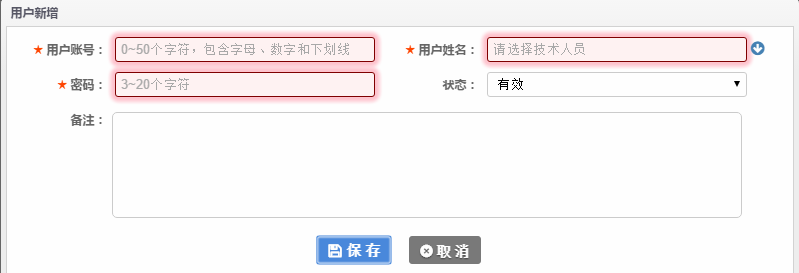 用户新增
★ 用户账号： 0~50个字符，包含字母、数字和下划线 ★ 用户姓名： 请选择技术人员
★ 密码： 3~20个字符 状态： 有效
备注：
保存 取消